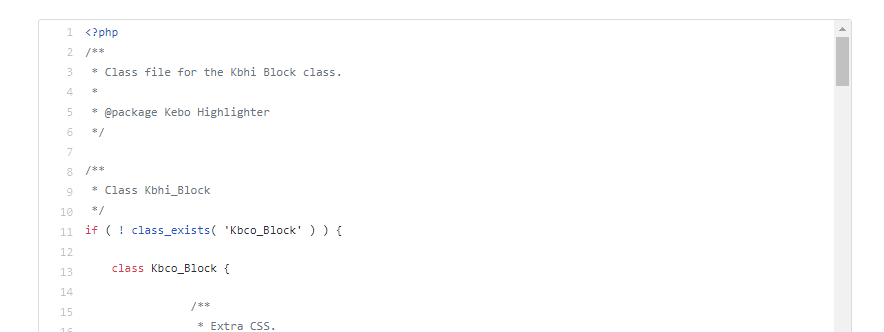 1 <?php
2 /**
3  * Class file for the Kbhi Block class.
4  *
5  * @package Kebo Highlighter
6  */
7
8 /**
9  * Class Kbhi_Block
10  */
11 if ( ! class_exists( 'Kbco_Block' ) ) {
12
13     class Kbco_Block {
14
15                 /**
16                  * Extra CSS.